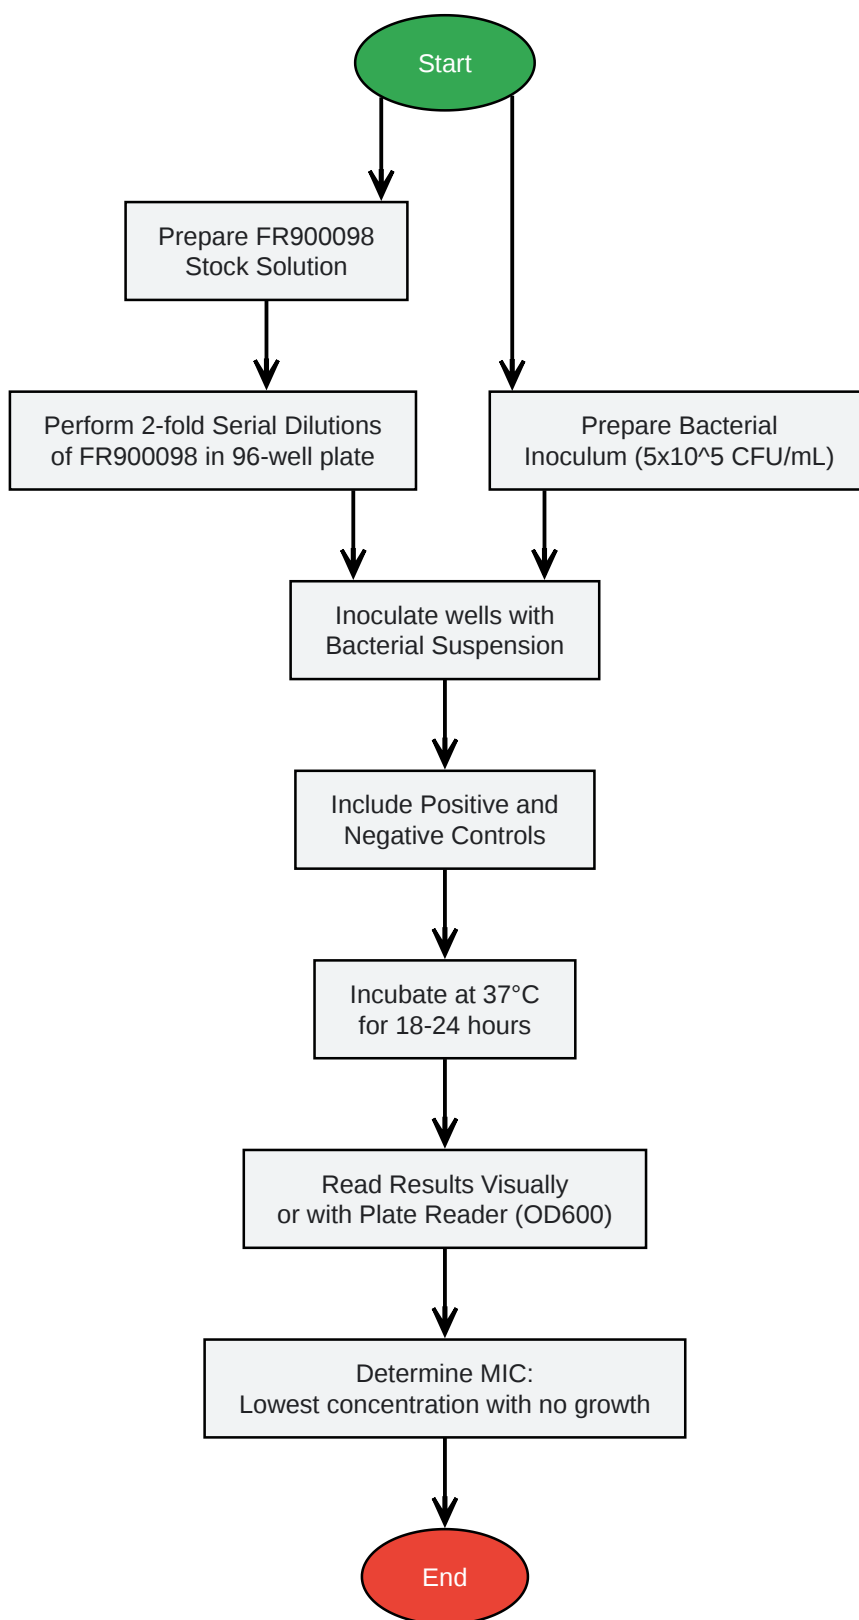 Start
Prepare FR900098
Stock Solution
Perform 2-fold Serial Dilutions
of FR900098 in 96-well plate
Prepare Bacterial
Inoculum (5x10^5 CFU/mL)
Inoculate wells with
Bacterial Suspension
Include Positive and
Negative Controls
Incubate at 37°C
for 18-24 hours
Read Results Visually
or with Plate Reader (OD600)
Determine MIC:
Lowest concentration with no growth
End